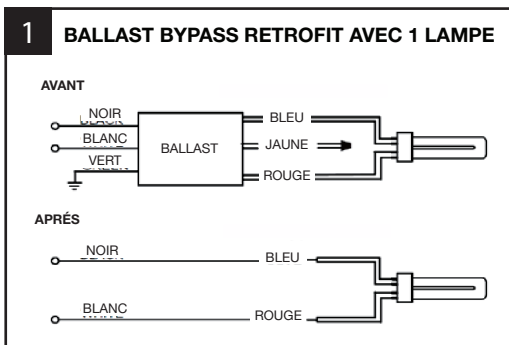 1 BALLAST BYPASS RETROFIT AVEC 1 LAMPE
AVANT
NOIR BLEU
BLANC BALLAST JAUNE
VERT ROUGE
APRÉS
NOIR BLEU
BLANC ROUGE